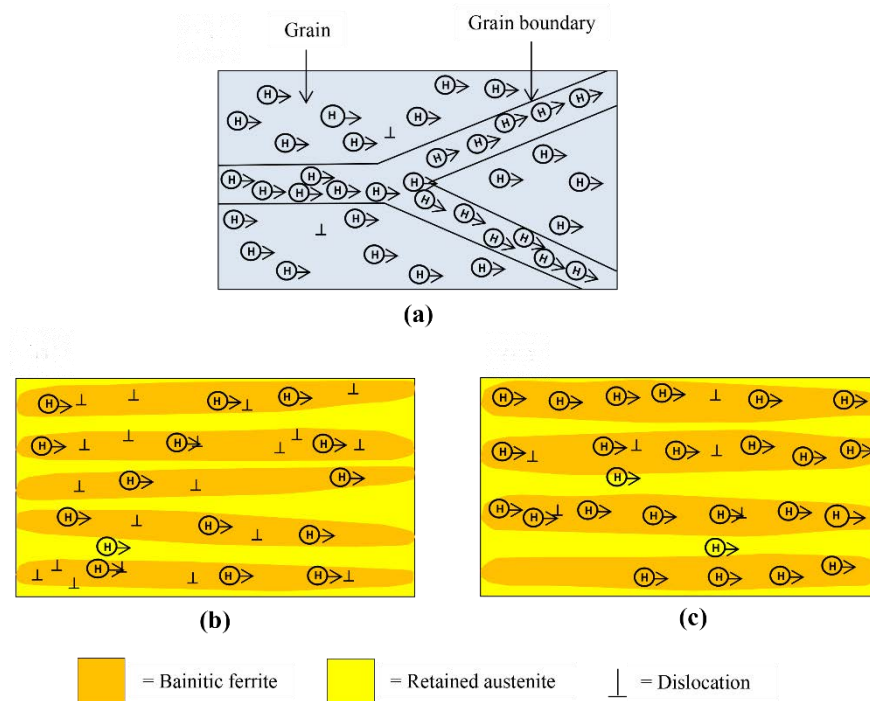 Grain
Grain boundary
H H H H H H H H H H H H H H H H H H H H H H H H H H H H H H H H H H H H H H
(a)
H H H H H H H H H H H H H H H H
(b)
H H H H H H H H H H H H H H H H H H H H H H H H H
(c)
= Bainitic ferrite
= Retained austenite
= Dislocation